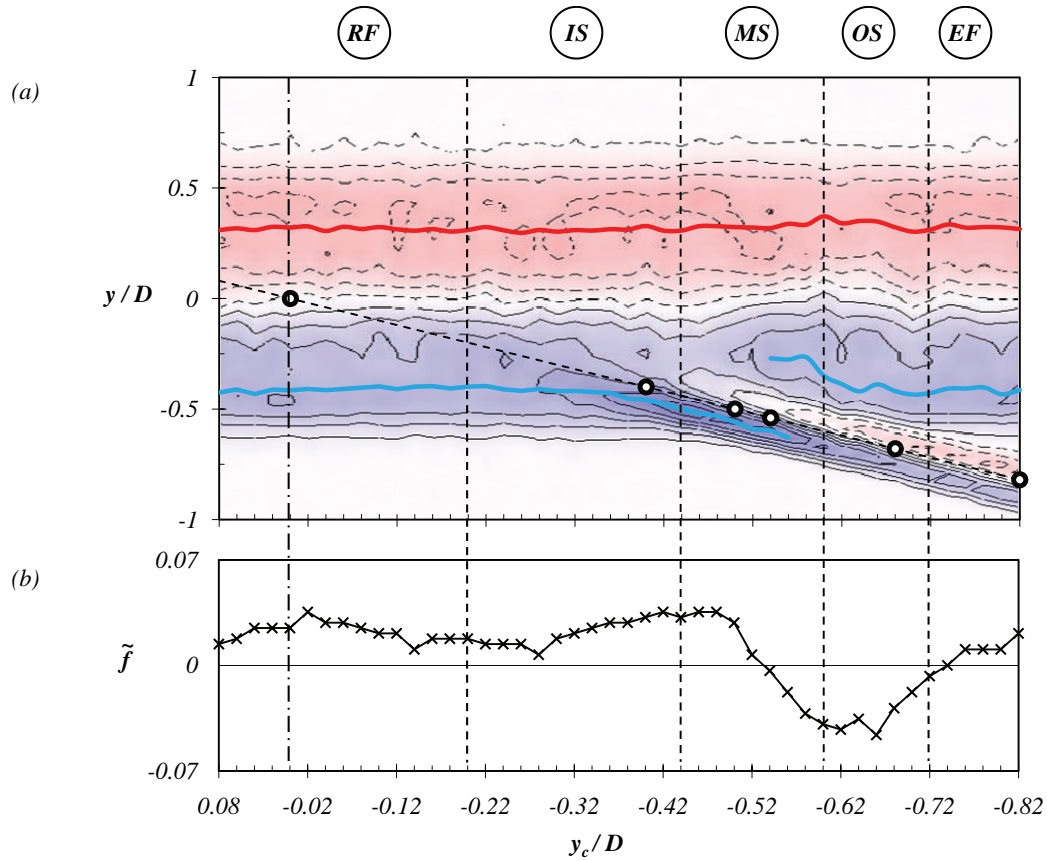 RF IS MS OS EF
(a)
1
0.5
y / D 0
-0.5
-1
(b)
0.07
f̃ 0
-0.07
0.08 -0.02 -0.12 -0.22 -0.32 -0.42 -0.52 -0.62 -0.72 -0.82
y_c / D